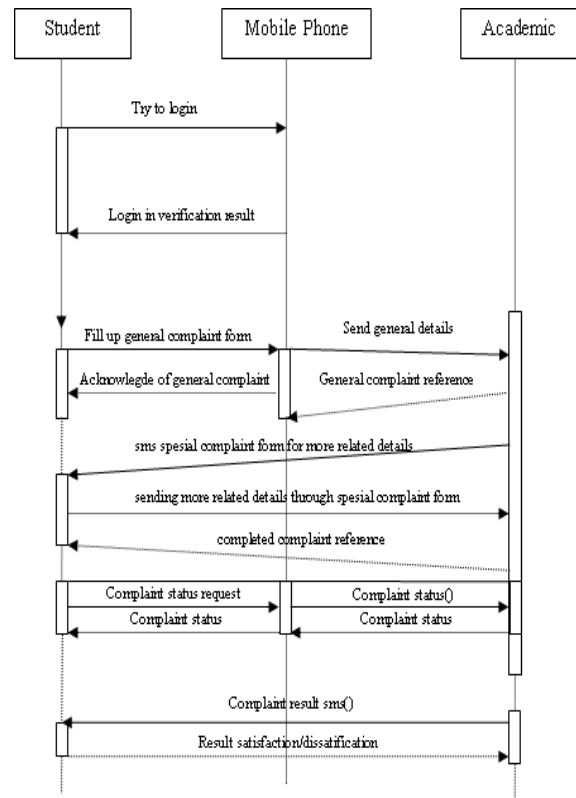 Student
Mobile Phone
Academic
Try to login
Login in verification result
Fill up general complaint form
Send general details
Acknowlegde of general complaint
General complaint reference
sms spesial complaint form for more related details
sending more related details through spesial complaint form
completed complaint reference
Complaint status request
Complaint status()
Complaint status
Complaint status
Complaint result sms()
Result satisfaction/dissatification